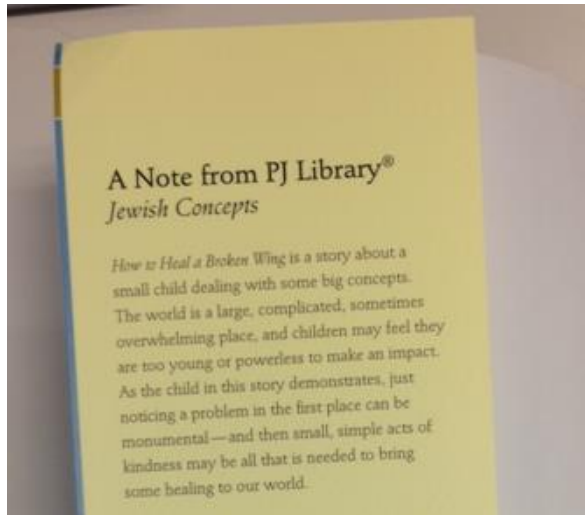 A Note from PJ Library®
Jewish Concepts
How to Heal a Broken Wing is a story about a
small child dealing with some big concepts.
The world is a large, complicated, sometimes
overwhelming place, and children may feel they
are too young or powerless to make an impact.
As the child in this story demonstrates, just
noticing a problem in the first place can be
monumental—and then small, simple acts of
kindness may be all that is needed to bring
some healing to our world.